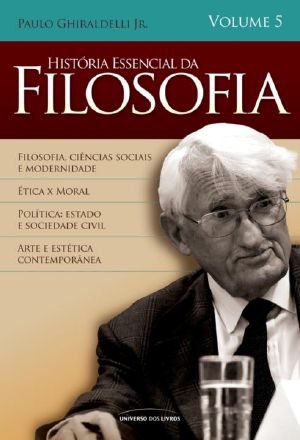 Paulo Ghiraldelli Jr.
Volume 5
História Essencial da
Filosofia
Filosofia, ciências sociais
e modernidade
Ética x Moral
Política: estado
e sociedade civil
Arte e estética
contemporânea
Universo dos Livros